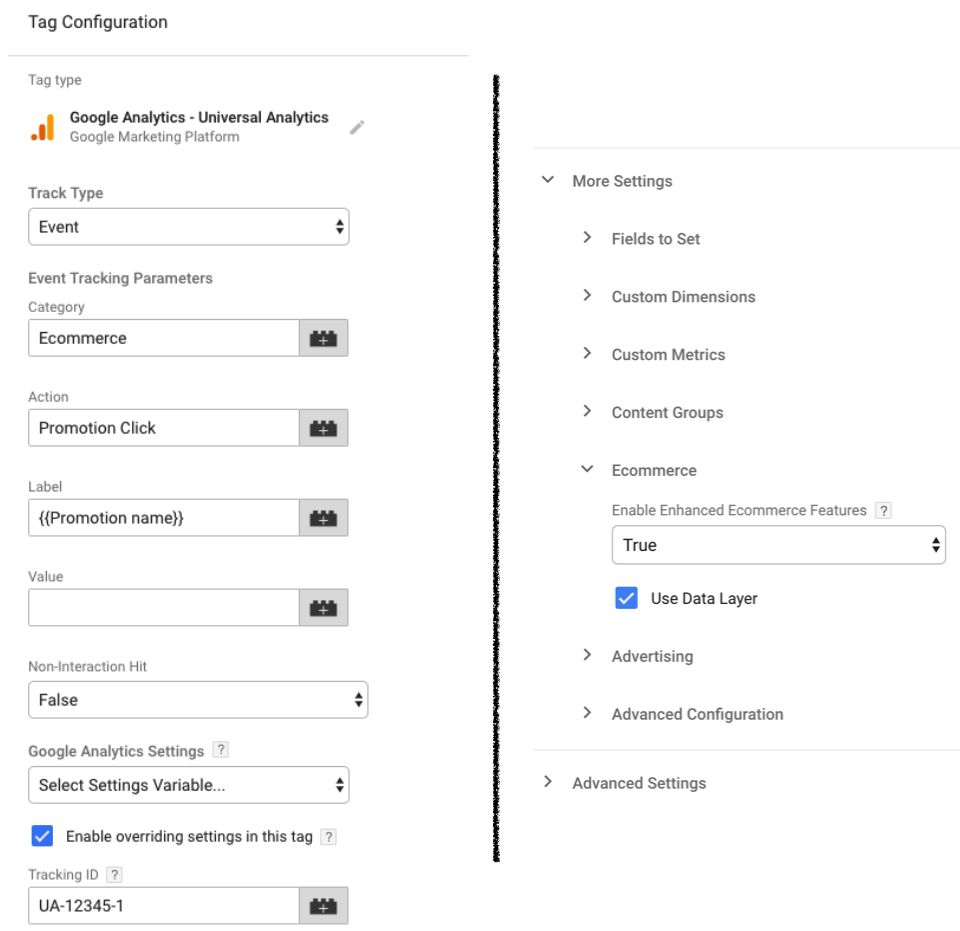 Tag Configuration
Tag type
Google Analytics - Universal Analytics
Google Marketing Platform
Track Type
Event
Event Tracking Parameters
Category
Ecommerce
Action
Promotion Click
Label
{{Promotion name}}
Value
Non-Interaction Hit
False
Google Analytics Settings ?
Select Settings Variable...
Enable overriding settings in this tag ?
Tracking ID ?
UA-12345-1
More Settings
Fields to Set
Custom Dimensions
Custom Metrics
Content Groups
Ecommerce
Enable Enhanced Ecommerce Features ?
True
Use Data Layer
Advertising
Advanced Configuration
Advanced Settings